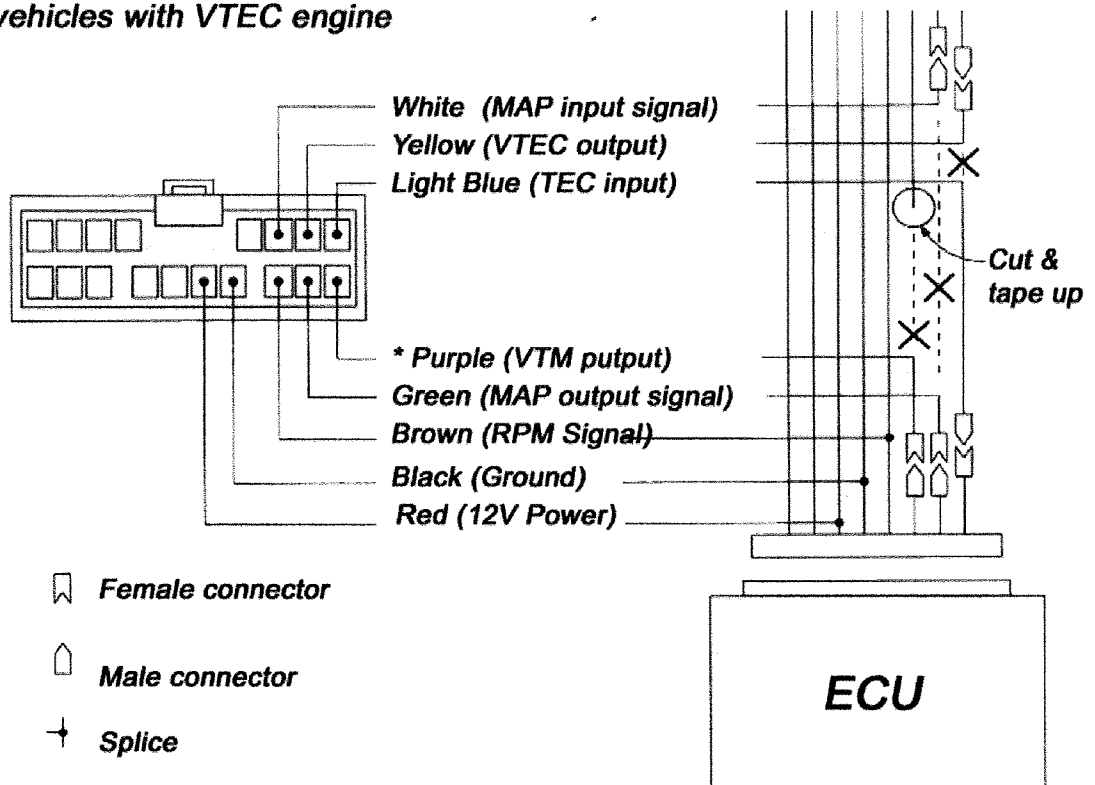 vehicles with VTEC engine
White (MAP input signal)
Yellow (VTEC output)
Light Blue (TEC input)
Cut &
tape up
* Purple (VTM putput)
Green (MAP output signal)
Brown (RPM Signal)
Black (Ground)
Red (12V Power)
Female connector
Male connector
Splice
ECU